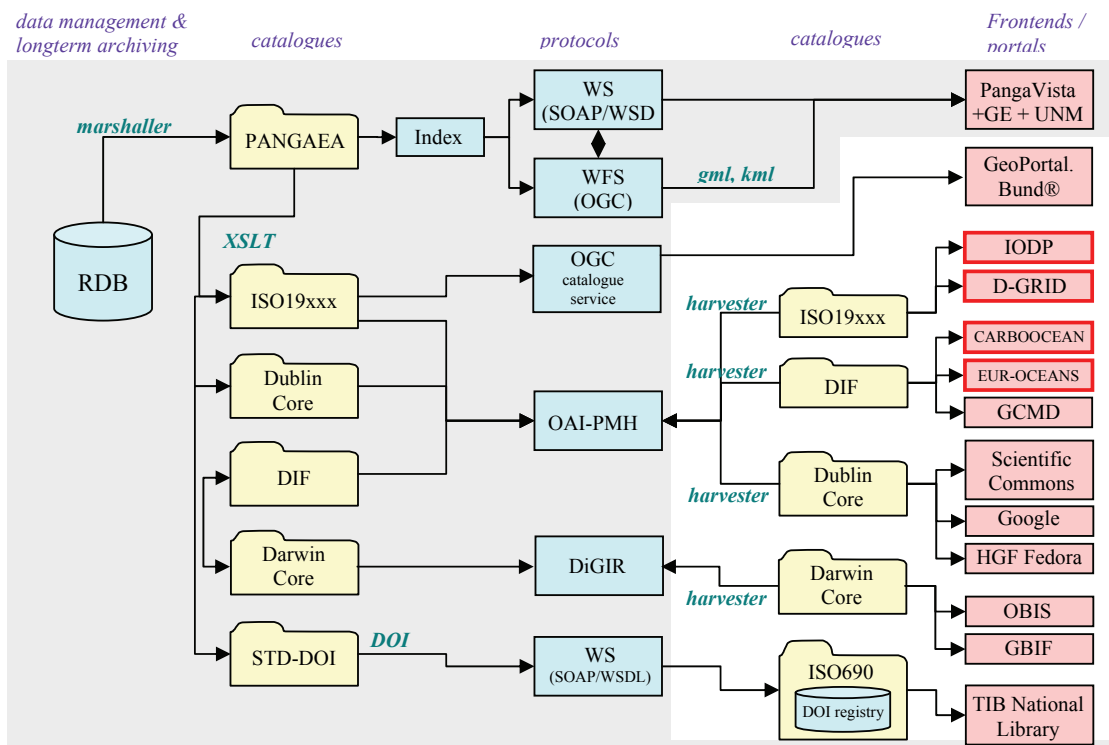 data management &
longterm archiving
catalogues
protocols
catalogues
Frontends /
portals
marshaller
PANGAEA
Index
WS
(SOAP/WSD
WFS
(OGC)
gml, kml
PangaVista
+GE + UNM
GeoPortal.
Bund®
RDB
XSLT
ISO19xxx
OGC
catalogue
service
harvester
ISO19xxx
IODP
D-GRID
Dublin
Core
OAI-PMH
harvester
DIF
CARBOOCEAN
EUR-OCEANS
GCMD
DIF
harvester
Dublin
Core
Scientific
Commons
Google
HGF Fedora
Darwin
Core
DiGIR
harvester
Darwin
Core
OBIS
GBIF
STD-DOI
DOI
WS
(SOAP/WSDL)
ISO690
DOI registry
TIB National
Library